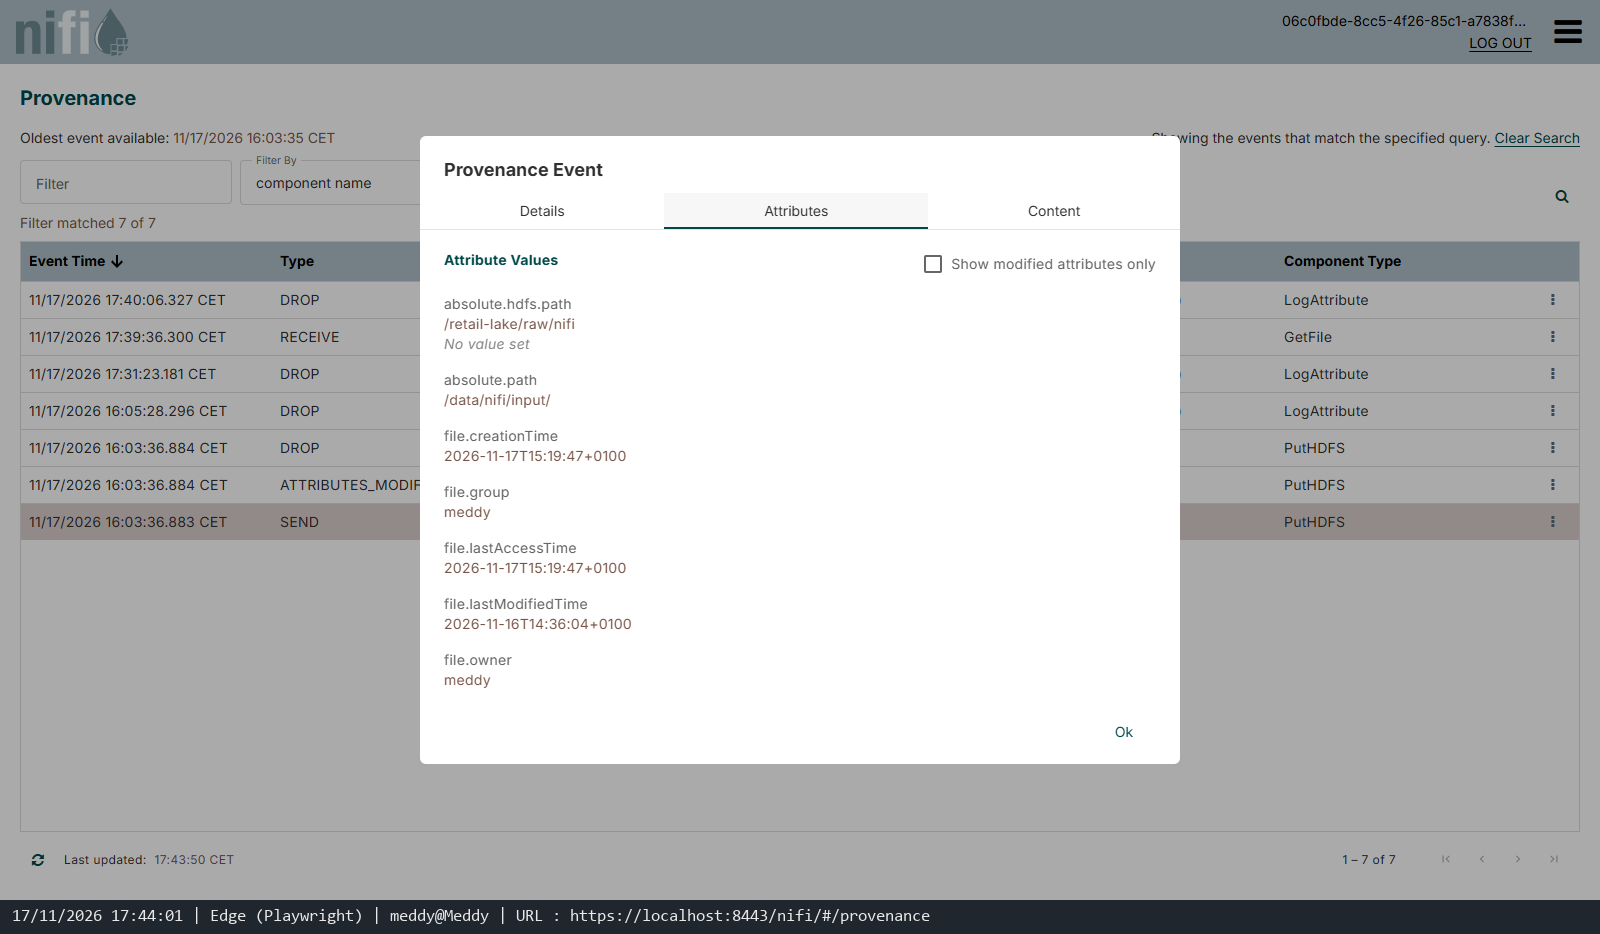 nifi
06c0fbde-8cc5-4f26-85c1-a7838f...
LOG OUT
Provenance
Oldest event available: 11/17/2026 16:03:35 CET
wing the events that match the specified query. Clear Search
Filter
Filter By
component name
Filter matched 7 of 7
Event Time Type Component Type
11/17/2026 17:40:06.327 CET DROP LogAttribute
11/17/2026 17:39:36.300 CET RECEIVE GetFile
11/17/2026 17:31:23.181 CET DROP LogAttribute
11/17/2026 16:05:28.296 CET DROP LogAttribute
11/17/2026 16:03:36.884 CET DROP PutHDFS
11/17/2026 16:03:36.884 CET ATTRIBUTES_MODIF PutHDFS
11/17/2026 16:03:36.883 CET SEND PutHDFS
Provenance Event
Details Attributes Content
Attribute Values
Show modified attributes only
absolute.hdfs.path
/retail-lake/raw/nifi
No value set
absolute.path
/data/nifi/input/
file.creationTime
2026-11-17T15:19:47+0100
file.group
meddy
file.lastAccessTime
2026-11-17T15:19:47+0100
file.lastModifiedTime
2026-11-16T14:36:04+0100
file.owner
meddy
Ok
Last updated: 17:43:50 CET
1 – 7 of 7
17/11/2026 17:44:01 | Edge (Playwright) | meddy@Meddy | URL : https://localhost:8443/nifi/#/provenance